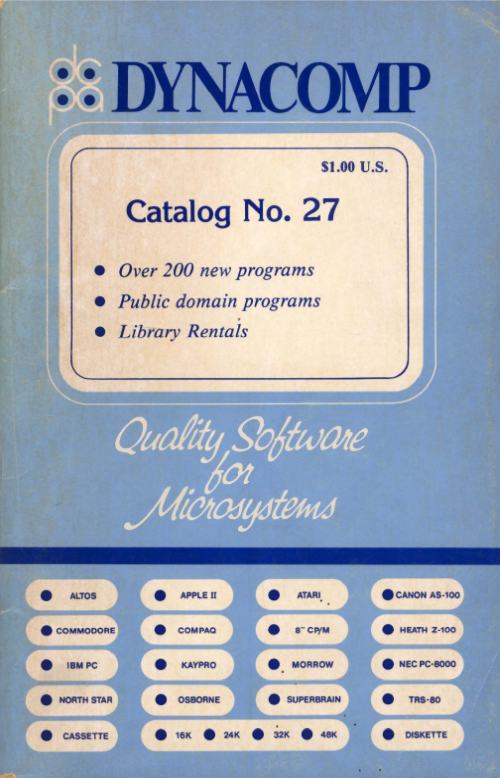 dc
pa DYNACOMP
$1.00 U.S.
Catalog No. 27
● Over 200 new programs
● Public domain programs
● Library Rentals
Quality Software
for
Microsystems
● ALTOS ● APPLE II ● ATARI ● CANON AS-100
● COMMODORE ● COMPAQ ● 8" CP/M ● HEATH Z-100
● IBM PC ● KAYPRO ● MORROW ● NEC PC-8000
● NORTH STAR ● OSBORNE ● SUPERBRAIN ● TRS-80
● CASSETTE ● 16K ● 24K ● 32K ● 48K ● DISKETTE